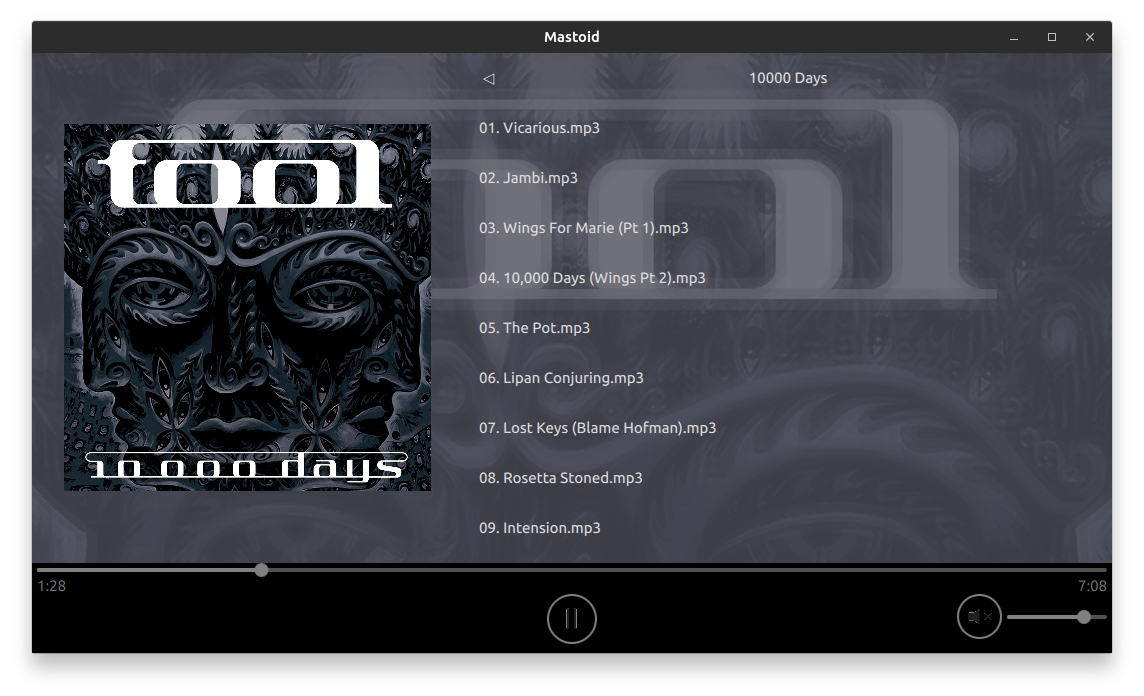 Mastoid
10000 Days
tool
10 000 days
01. Vicarious.mp3
02. Jambi.mp3
03. Wings For Marie (Pt 1).mp3
04. 10,000 Days (Wings Pt 2).mp3
05. The Pot.mp3
06. Lipan Conjuring.mp3
07. Lost Keys (Blame Hofman).mp3
08. Rosetta Stoned.mp3
09. Intension.mp3
1:28
7:08